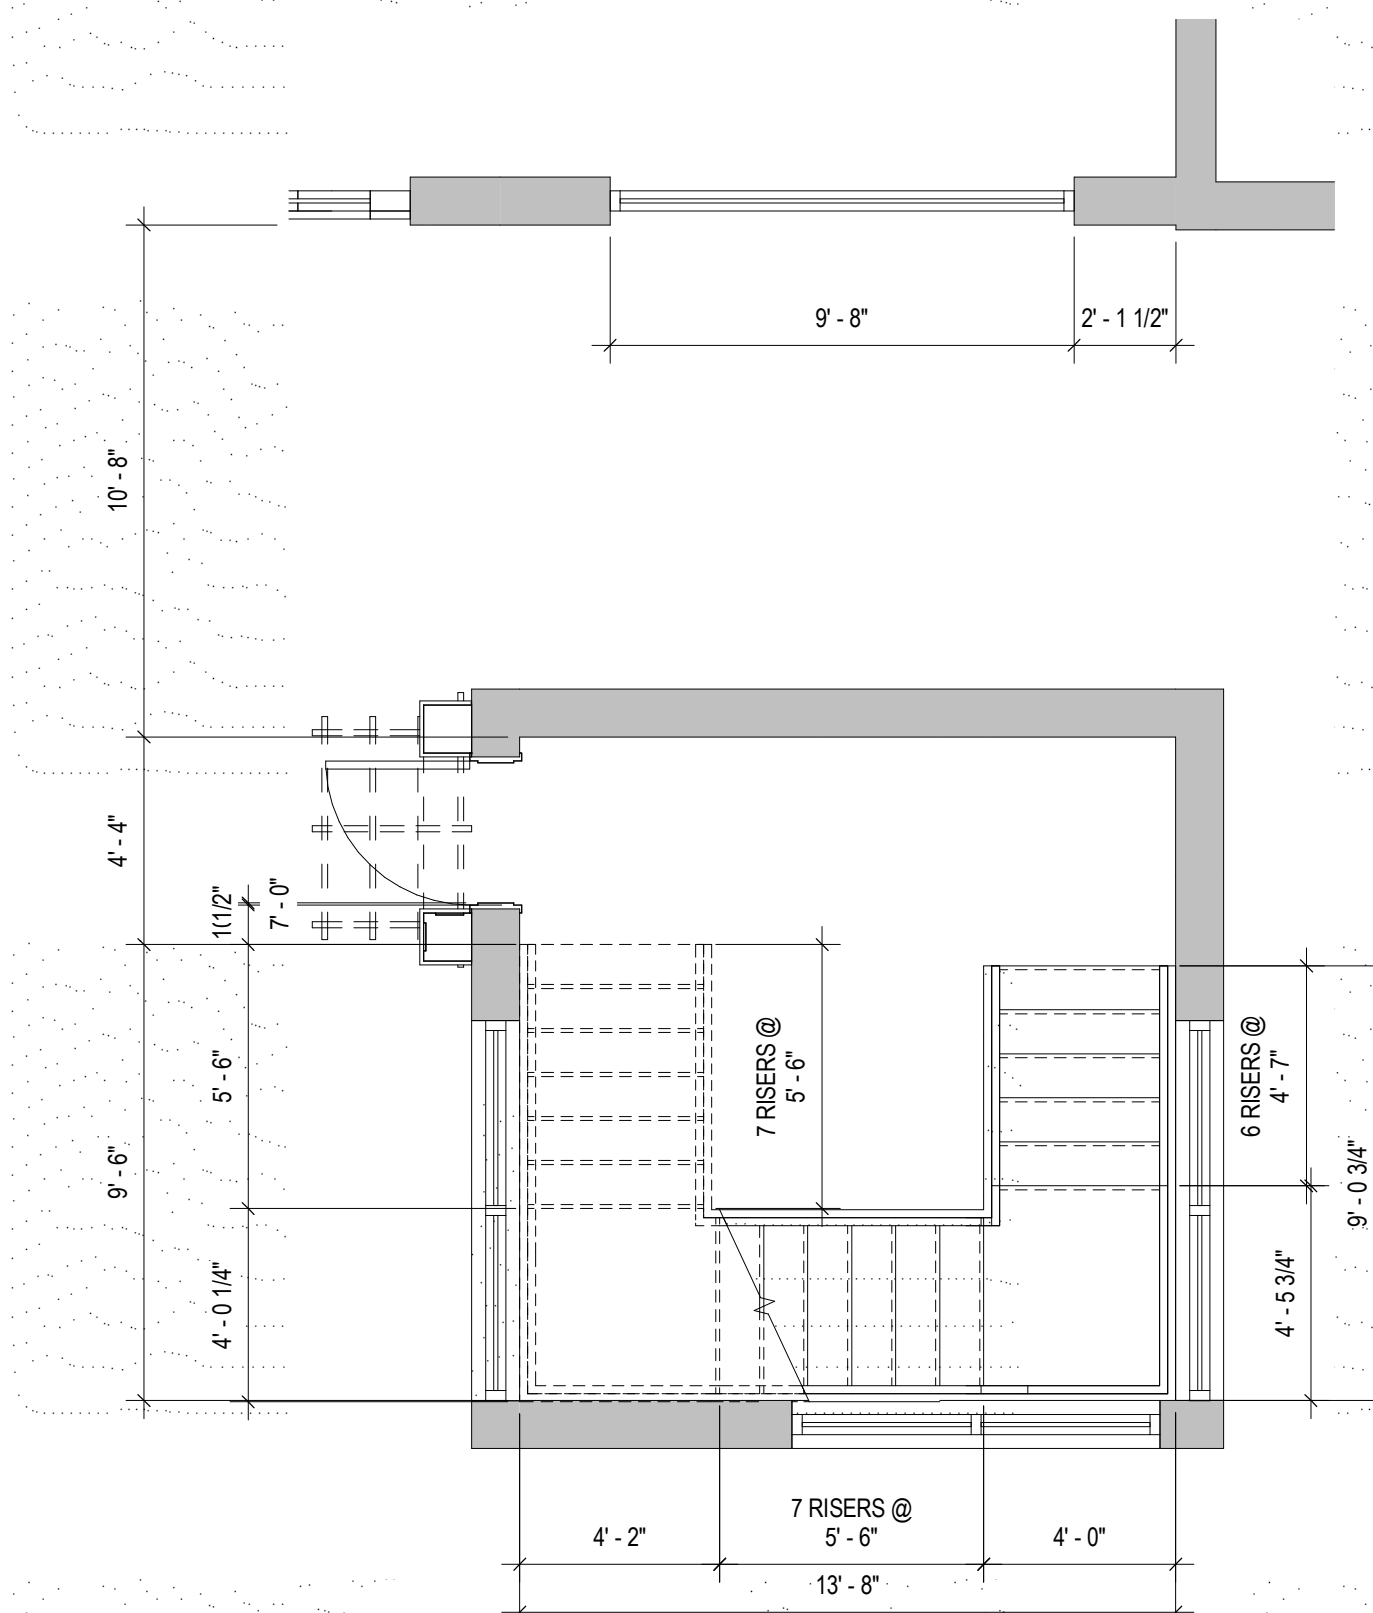 9' - 8"
2' - 1 1/2"
10' - 8"
4' - 4"
7' - 0"
5' - 6"
9' - 6"
4' - 0 1/4"
7 RISERS @
5' - 6"
6 RISERS @
4' - 7"
9' - 0 3/4"
4' - 5 3/4"
7 RISERS @
4' - 2"
5' - 6"
4' - 0"
13' - 8"